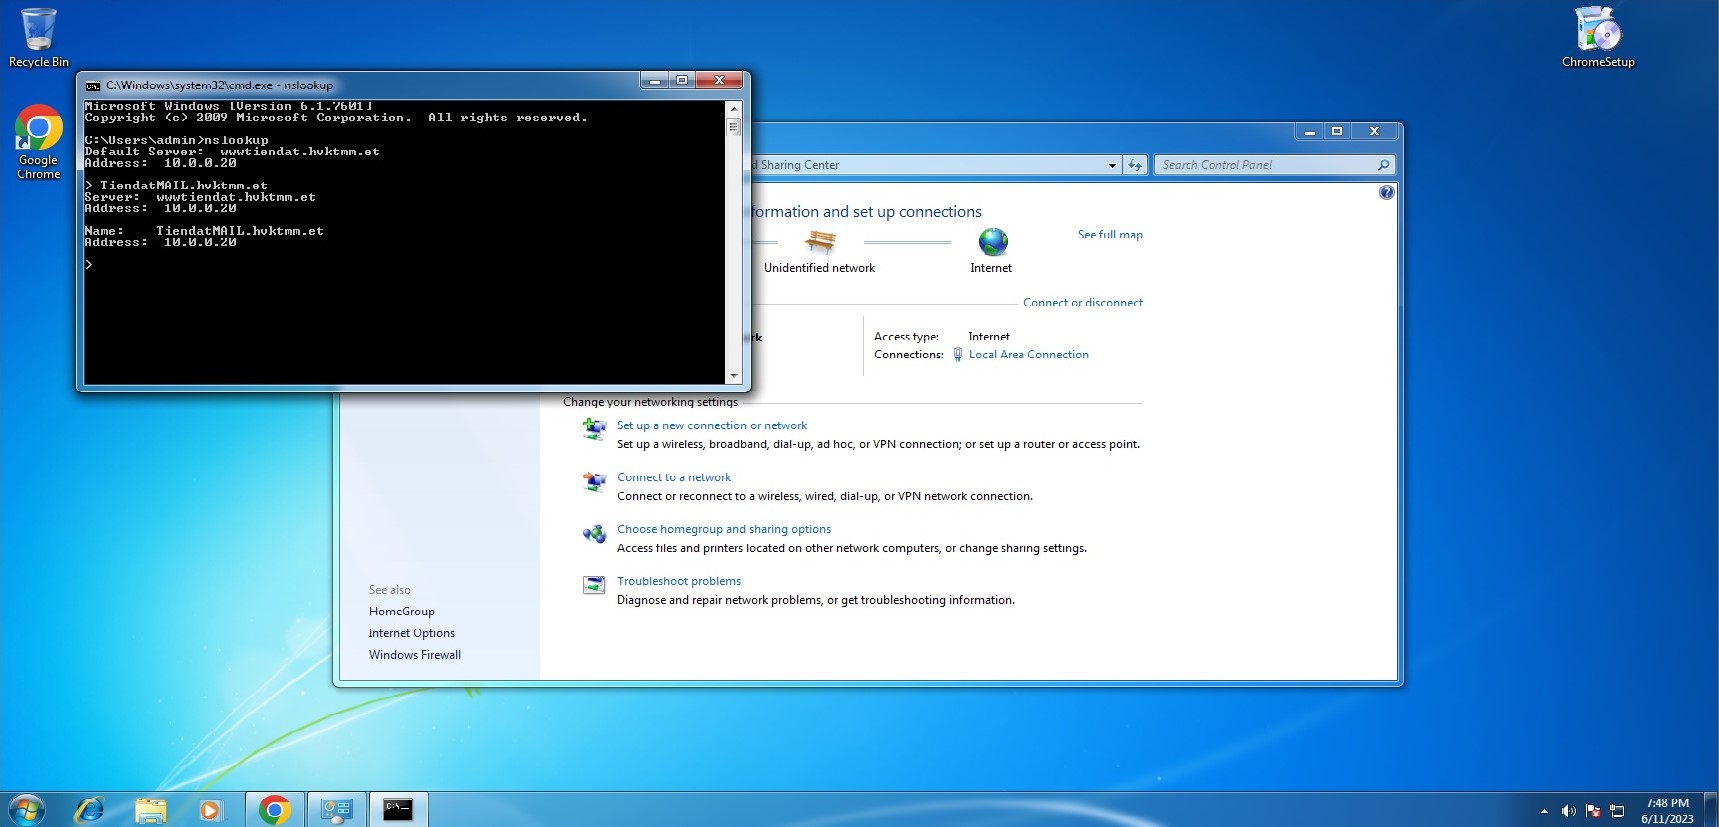 Recycle Bin
ChromeSetup
Google
Chrome
C:\Windows\system32\cmd.exe - nslookup
Microsoft Windows [Version 6.1.7601]
Copyright (c) 2009 Microsoft Corporation.  All rights reserved.
C:\Users\admin>nslookup
Default Server:  wwwtiendat.hvktmm.et
Address:  10.0.0.20
> TiendatMAIL.hvktmm.et
Server:  wwwtiendat.hvktmm.et
Address:  10.0.0.20
Name:    TiendatMAIL.hvktmm.et
Address:  10.0.0.20
>
d Sharing Center
Search Control Panel
formation and set up connections
See full map
Unidentified network
Internet
Connect or disconnect
rk
Access type:
Internet
Connections:
Local Area Connection
Change your networking settings
Set up a new connection or network
Set up a wireless, broadband, dial-up, ad hoc, or VPN connection; or set up a router or access point.
Connect to a network
Connect or reconnect to a wireless, wired, dial-up, or VPN network connection.
Choose homegroup and sharing options
Access files and printers located on other network computers, or change sharing settings.
Troubleshoot problems
Diagnose and repair network problems, or get troubleshooting information.
See also
HomeGroup
Internet Options
Windows Firewall
7:48 PM
6/11/2023